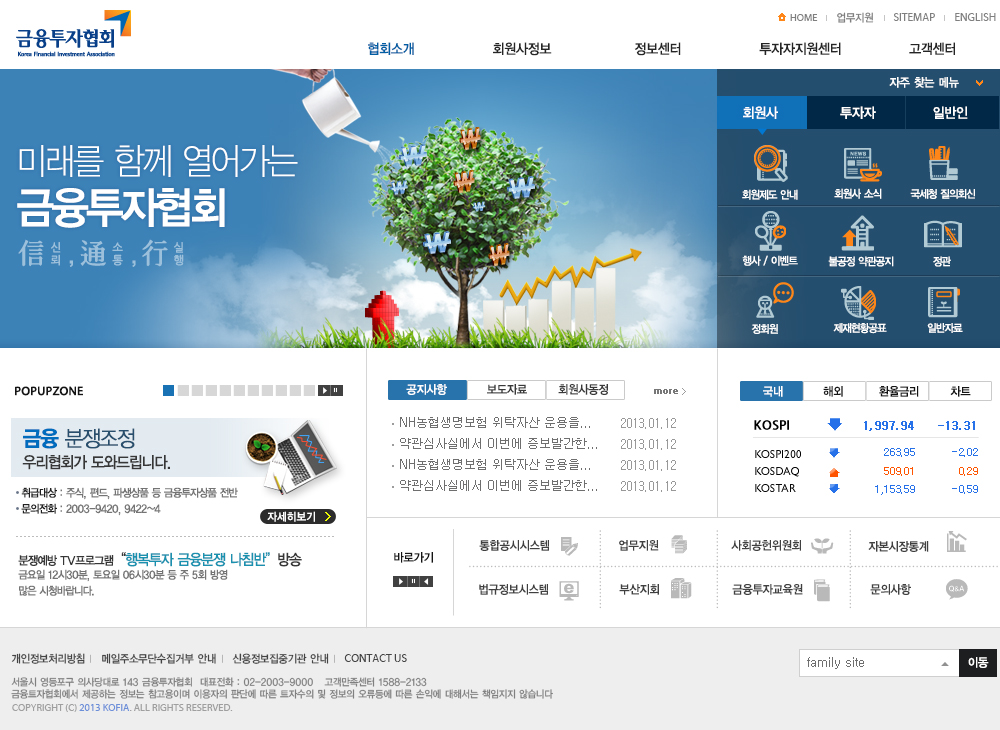 금융투자협회
Korea Financial Investment Association
HOME 업무지원 SITEMAP ENGLISH
협회소개 회원사정보 정보센터 투자자지원센터 고객센터
미래를 함께 열어가는
금융투자협회
信신뢰, 通소통, 行실행
자주 찾는 메뉴
회원사 투자자 일반인
회원제도 안내 회원사 소식 국세청 질의회신
NEWS
행사 / 이벤트 불공정 약관공지 정관
정회원 제재현황공표 일반자료
POPUPZONE
금융 분쟁조정
우리협회가 도와드립니다.
• 취급대상 : 주식, 펀드, 파생상품 등 금융투자상품 전반
• 문의전화 : 2003-9420, 9422~4
자세히보기
분쟁예방 TV프로그램 “행복투자 금융분쟁 나침반” 방송
금요일 12시30분, 토요일 06시30분 등 주 5회 방영
많은 시청바랍니다.
공지사항 보도자료 회원사동정 more
· NH농협생명보험 위탁자산 운용을... 2013.01.12
· 약관심사실에서 이번에 증보발간한... 2013.01.12
· NH농협생명보험 위탁자산 운용을... 2013.01.12
· 약관심사실에서 이번에 증보발간한... 2013.01.12
국내 해외 환율금리 차트
KOSPI 1,997.94 -13.31
KOSPI200 263.95 -2.02
KOSDAQ 509.01 0.29
KOSTAR 1,153.59 -0.59
바로가기
통합공시시스템 업무지원 사회공헌위원회 자본시장통계
법규정보시스템 부산지회 금융투자교육원 문의사항
Q&A
개인정보처리방침 메일주소무단수집거부 안내 신용정보집중기관 안내 CONTACT US
서울시 영등포구 의사당대로 143 금융투자협회 대표전화 : 02-2003-9000 고객만족센터 1588-2133
금융투자협회에서 제공하는 정보는 참고용이며 이용자의 판단에 따른 투자수의 및 정보의 오류등에 따른 손익에 대해서는 책임지지 않습니다
COPYRIGHT (C) 2013 KOFIA. ALL RIGHTS RESERVED.
family site 이동